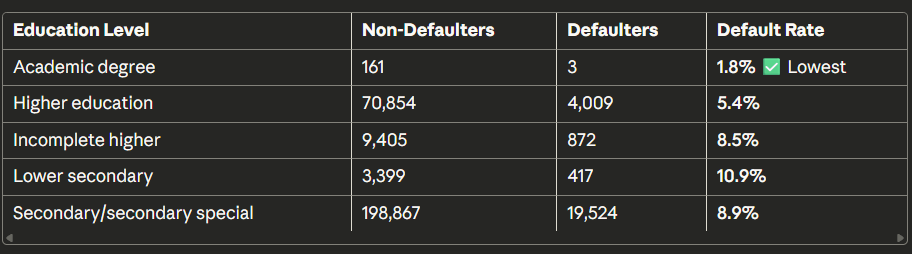 Education Level Non-Defaulters Defaulters Default Rate
Academic degree 161 3 1.8% ✅ Lowest
Higher education 70,854 4,009 5.4%
Incomplete higher 9,405 872 8.5%
Lower secondary 3,399 417 10.9%
Secondary/secondary special 198,867 19,524 8.9%